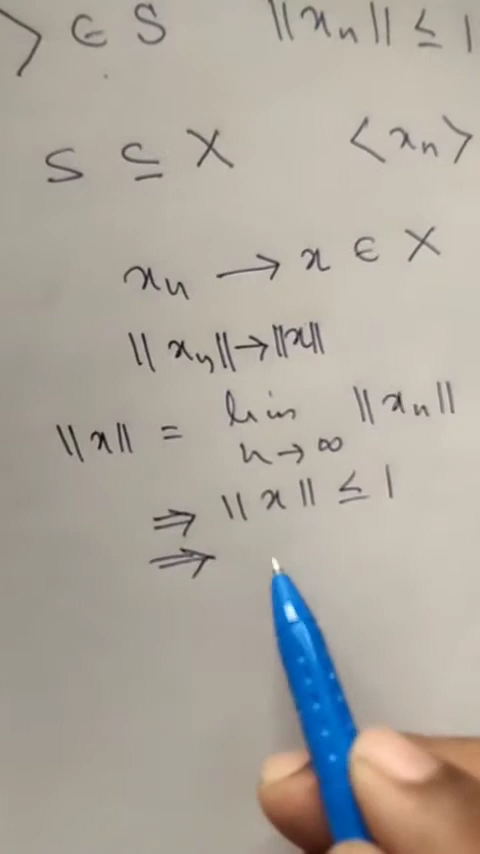 ⟩ ∈ S ||xₙ|| ≤ 1
S ⊆ X <xₙ>
xₙ → x ∈ X
||xₙ|| → ||x||
||x|| = lim ||xₙ||
n → ∞
⇒ ||x|| ≤ 1
⇒